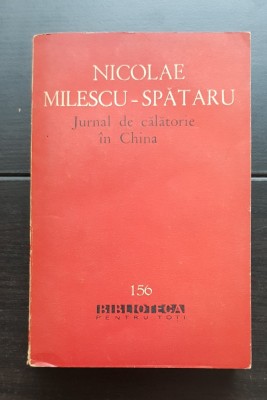 NICOLAE
MILESCU-SPĂTARU
Jurnal de călătorie
în China
156
BIBLIOTECA
PENTRU TOȚI